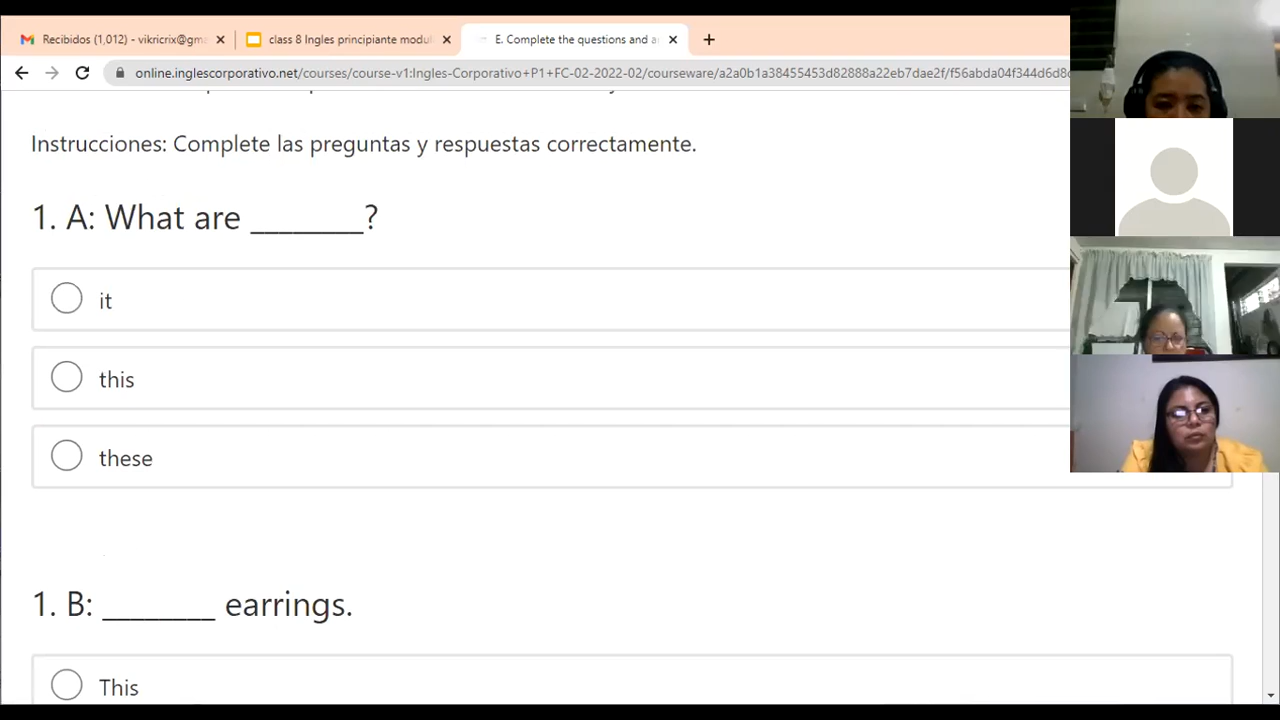 Recibidos (1,012) - vikricrix@gma
class 8 Ingles principiante modul
E. Complete the questions and a
online.inglescorporativo.net/courses/course-v1:Ingles-Corporativo+P1+FC-02-2022-02/courseware/a2a0b1a38455453d82888a22eb7dae2f/f56abda04f344d6d8
Instrucciones: Complete las preguntas y respuestas correctamente.
1. A: What are ________?
it
this
these
1. B: ________ earrings.
This